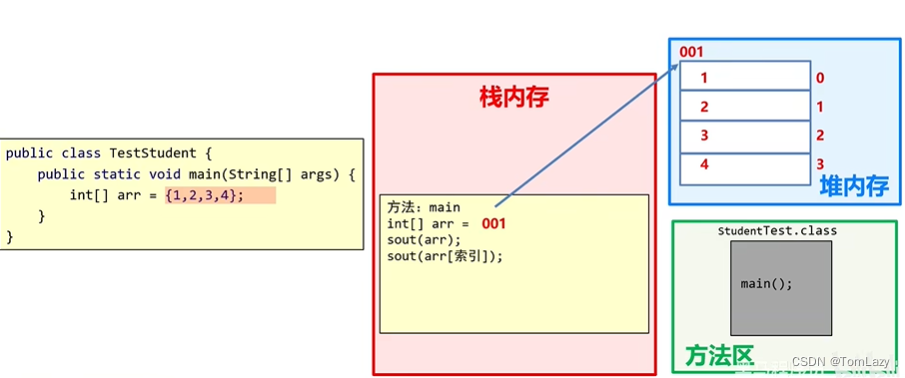 public class TestStudent {
public static void main(String[] args) {
int[] arr = {1,2,3,4};
}
}
栈内存
方法：main
int[] arr = 001
sout(arr);
sout(arr[索引]);
001
1 0
2 1
3 2
4 3
堆内存
StudentTest.class
main();
方法区
CSDN @TomLazy